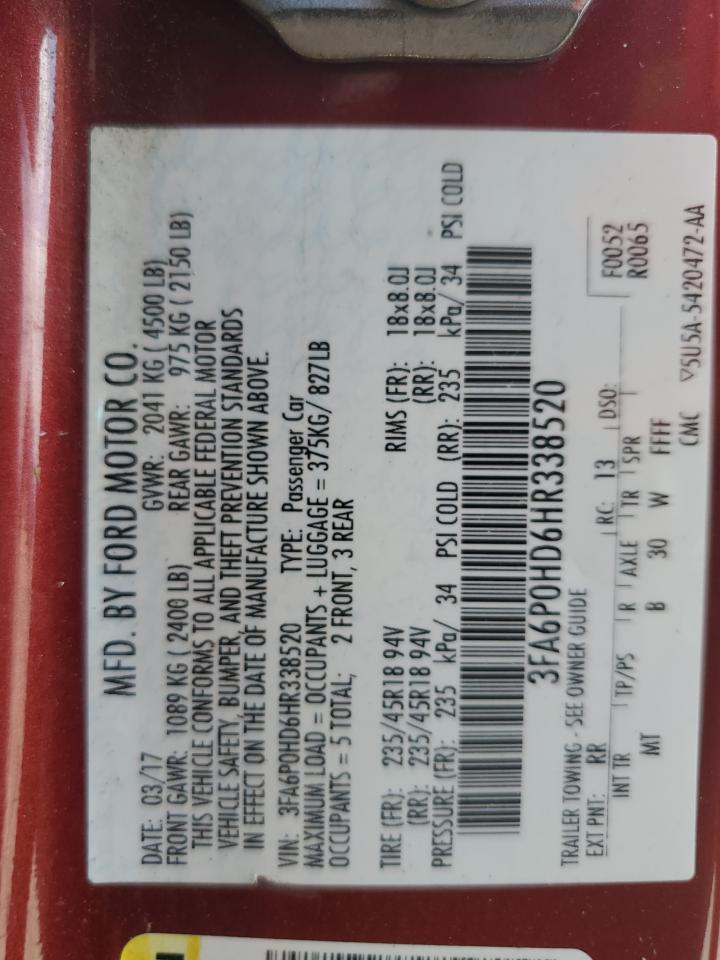 MFD. BY FORD MOTOR CO.
DATE: 03/17 GVWR: 2041 KG ( 4500 LB)
FRONT GAWR: 1089 KG ( 2400 LB) REAR GAWR: 975 KG ( 2150 LB)
THIS VEHICLE CONFORMS TO ALL APPLICABLE FEDERAL MOTOR
VEHICLE SAFETY, BUMPER, AND THEFT PREVENTION STANDARDS
IN EFFECT ON THE DATE OF MANUFACTURE SHOWN ABOVE.
VIN: 3FA6P0HD6HR338520 TYPE: Passenger Car
MAXIMUM LOAD = OCCUPANTS + LUGGAGE = 375KG/ 827LB
OCCUPANTS = 5 TOTAL; 2 FRONT, 3 REAR
TIRE (FR): 235/45R18 94V RIMS (FR): 18x8.0J
(RR): 235/45R18 94V (RR): 18x8.0J
PRESSURE (FR): 235 kPa/ 34 PSI COLD (RR): 235 kPa/ 34 PSI COLD
3FA6P0HD6HR338520
TRAILER TOWING - SEE OWNER GUIDE
EXT PNT: RR RC: 13 DSO: F0052
R0065
INT TR TP/PS R AXLE TR SPR
MT B 30 W FFFF
CMC ▽5U5A-5420472-AA